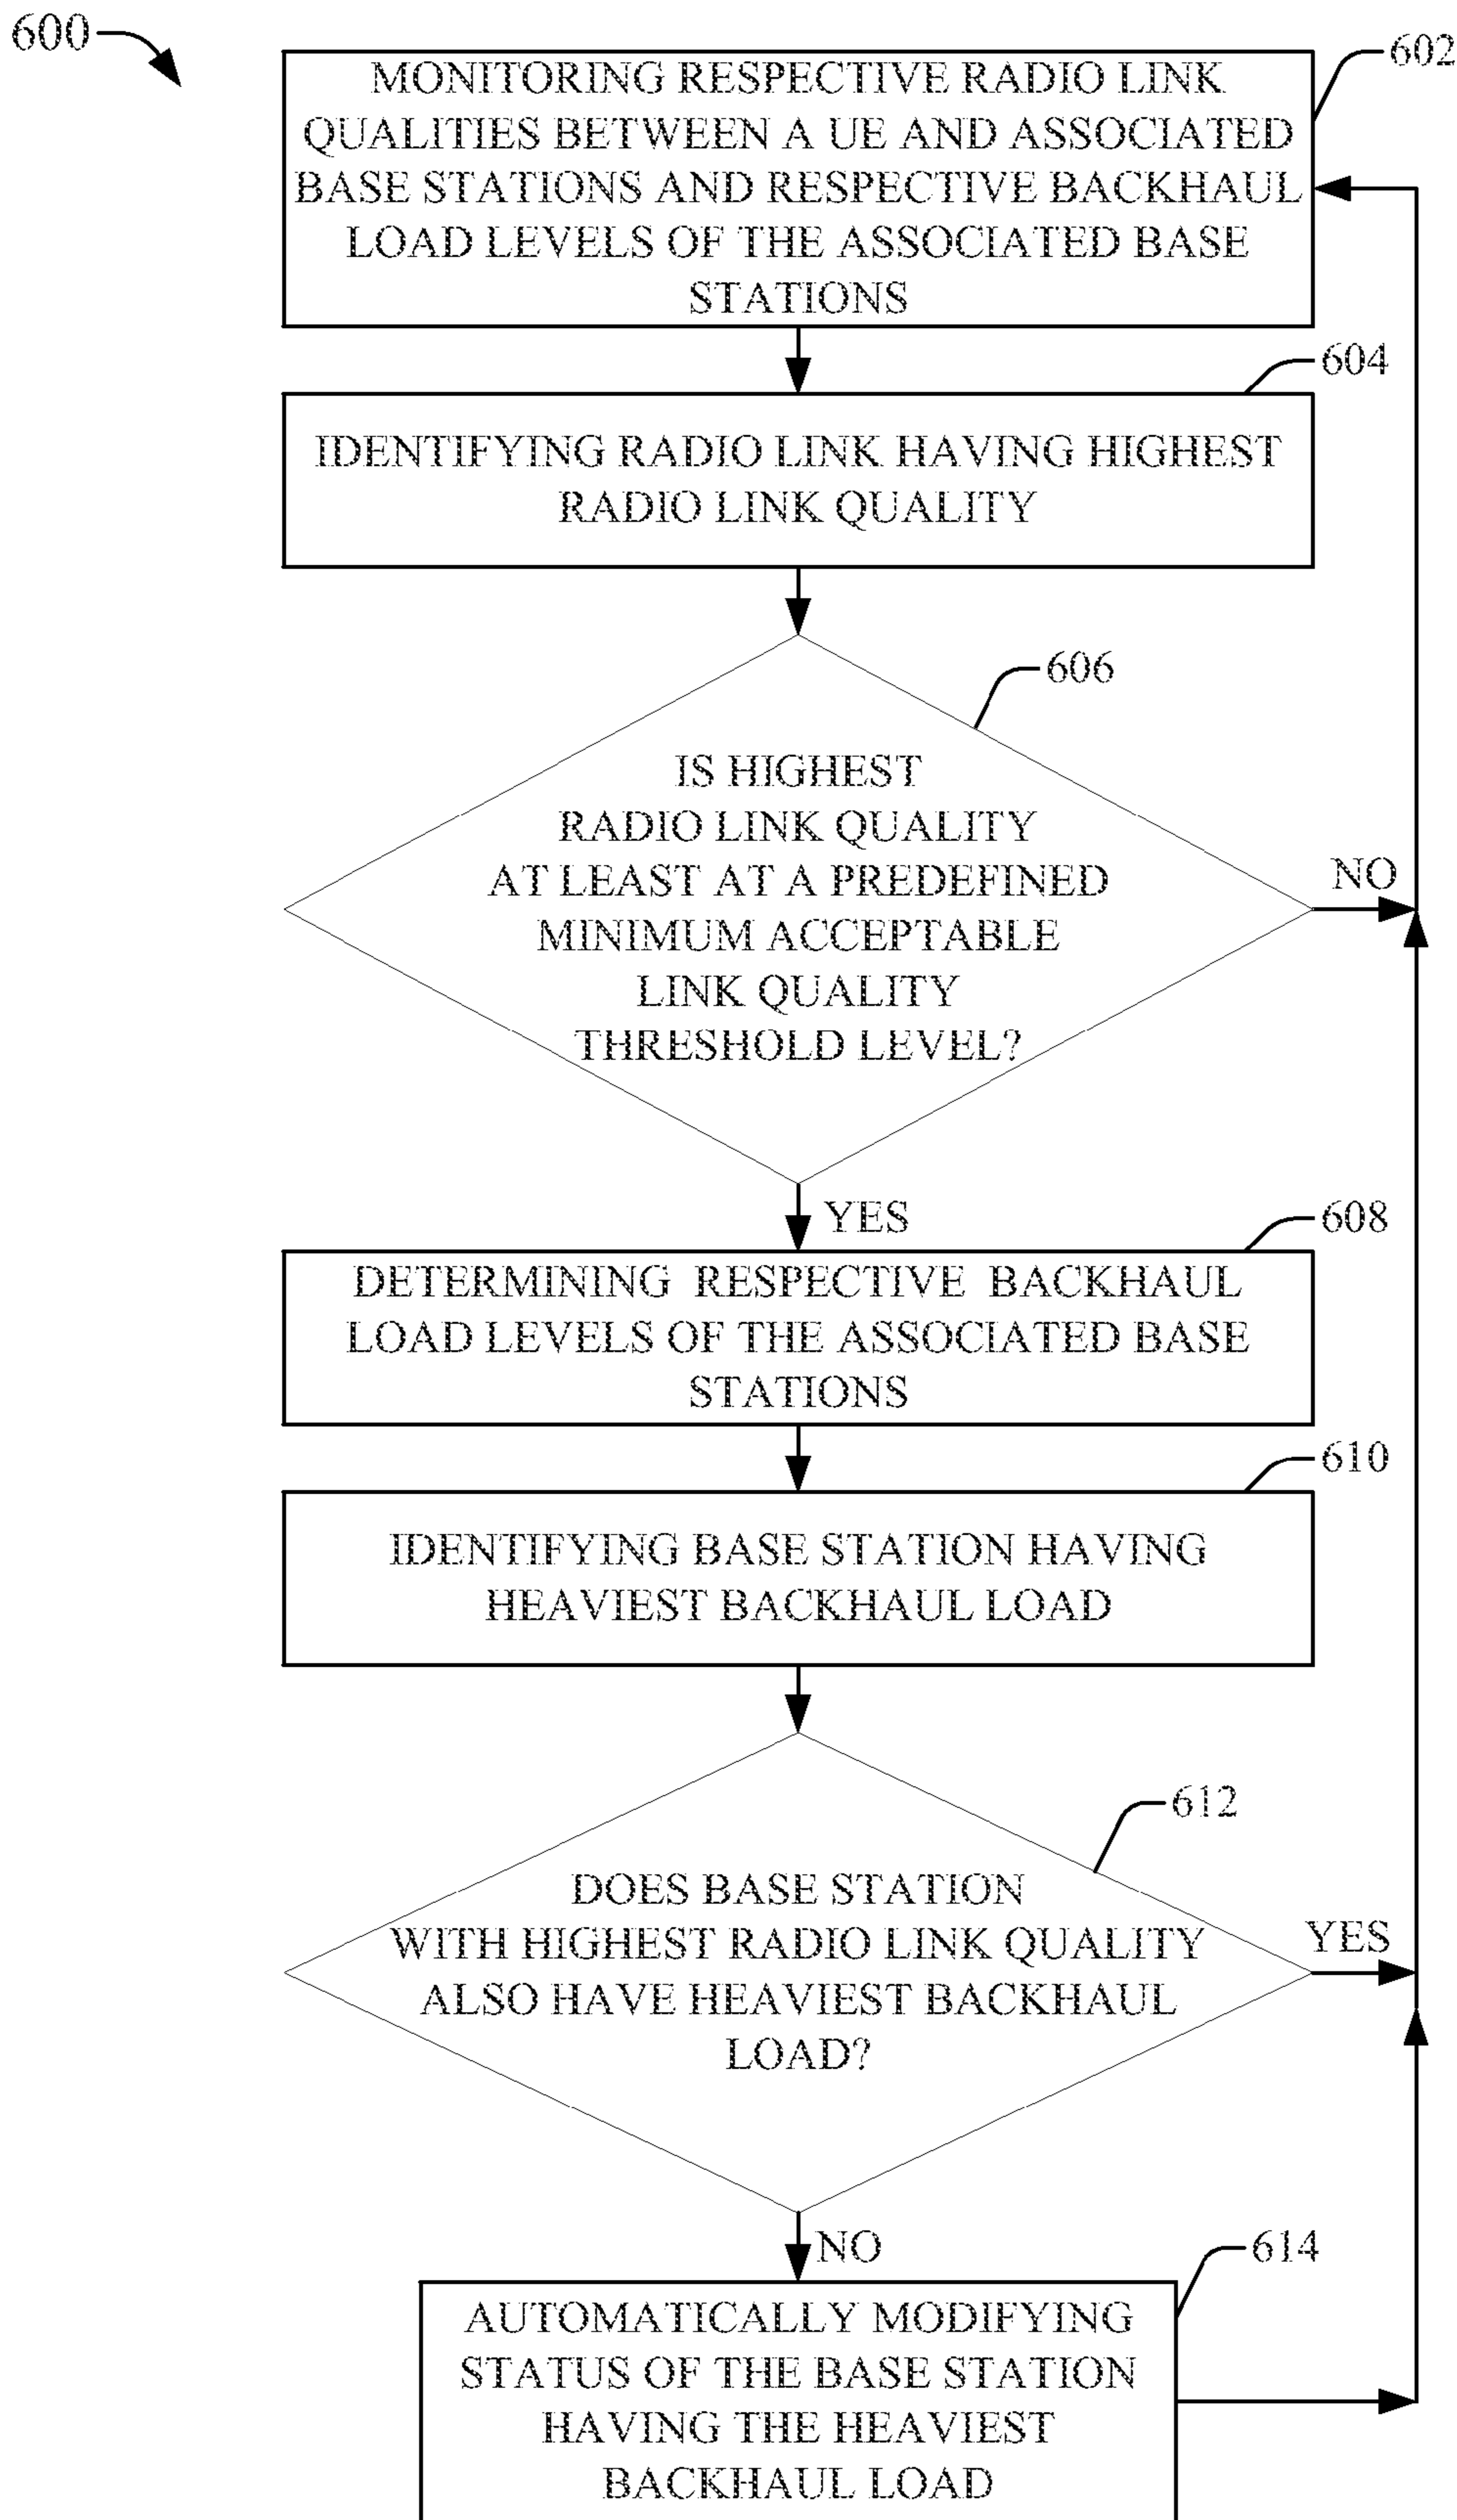 600
602
MONITORING RESPECTIVE RADIO LINK
QUALITIES BETWEEN A UE AND ASSOCIATED
BASE STATIONS AND RESPECTIVE BACKHAUL
LOAD LEVELS OF THE ASSOCIATED BASE
STATIONS
604
IDENTIFYING RADIO LINK HAVING HIGHEST
RADIO LINK QUALITY
606
IS HIGHEST
RADIO LINK QUALITY
AT LEAST AT A PREDEFINED
MINIMUM ACCEPTABLE
LINK QUALITY
THRESHOLD LEVEL?
NO
YES
608
DETERMINING RESPECTIVE BACKHAUL
LOAD LEVELS OF THE ASSOCIATED BASE
STATIONS
610
IDENTIFYING BASE STATION HAVING
HEAVIEST BACKHAUL LOAD
612
DOES BASE STATION
WITH HIGHEST RADIO LINK QUALITY
ALSO HAVE HEAVIEST BACKHAUL
LOAD?
YES
NO
614
AUTOMATICALLY MODIFYING
STATUS OF THE BASE STATION
HAVING THE HEAVIEST
BACKHAUL LOAD